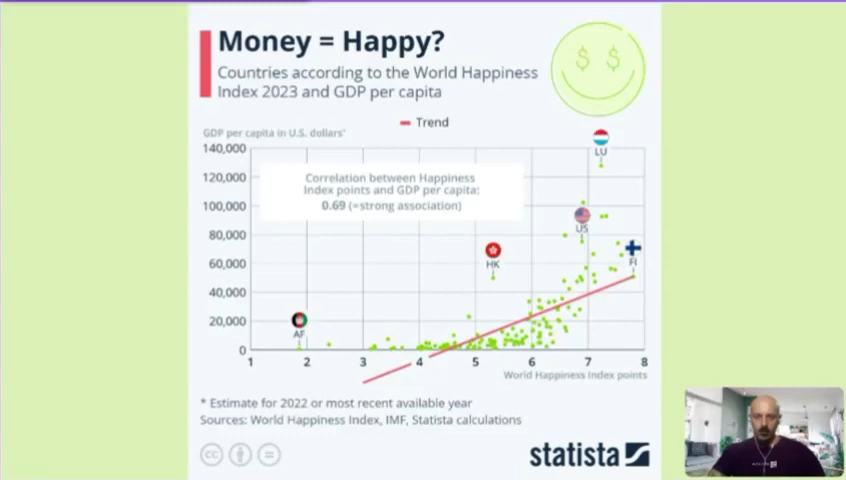 Money = Happy?
Countries according to the World Happiness
Index 2023 and GDP per capita
Trend
GDP per capita in U.S. dollars*
140,000
120,000
100,000
80,000
60,000
40,000
20,000
0
Correlation between Happiness
Index points and GDP per capita:
0.69 (=strong association)
LU
US
HK
FI
AF
1 2 3 4 5 6 7 8
World Happiness Index points
* Estimate for 2022 or most recent available year
Sources: World Happiness Index, IMF, Statista calculations
cc
statista